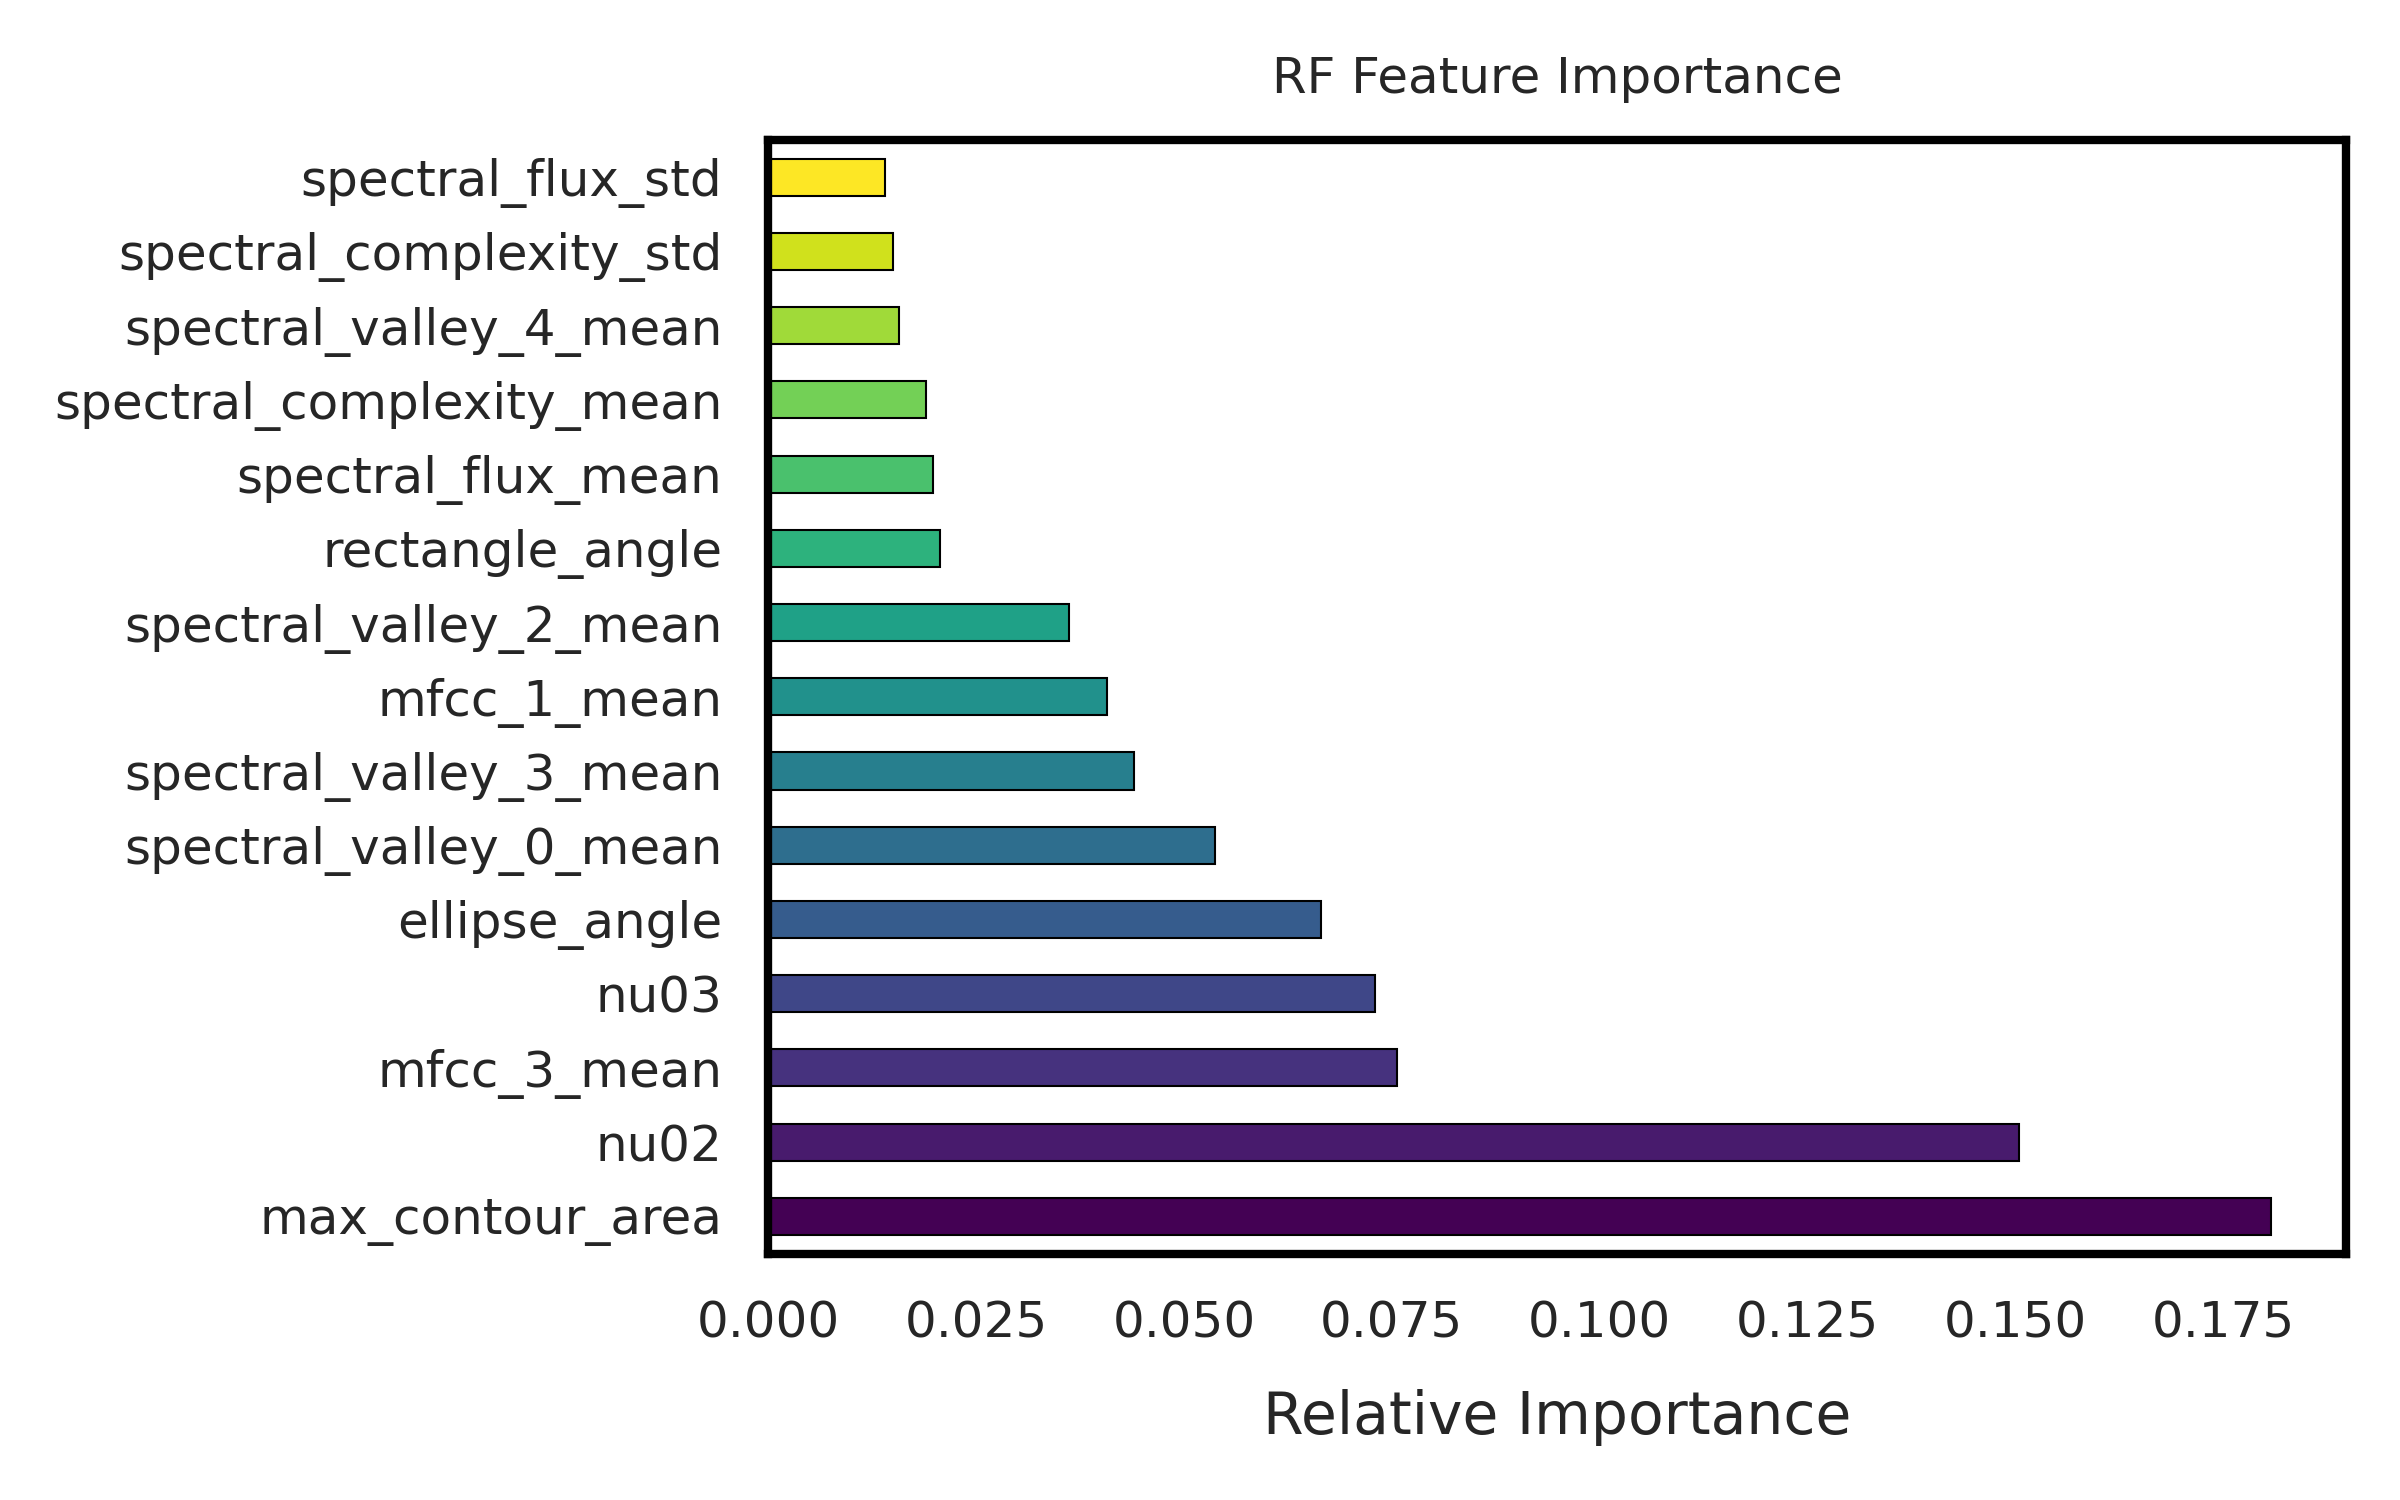 RF Feature Importance
spectral_flux_std
spectral_complexity_std
spectral_valley_4_mean
spectral_complexity_mean
spectral_flux_mean
rectangle_angle
spectral_valley_2_mean
mfcc_1_mean
spectral_valley_3_mean
spectral_valley_0_mean
ellipse_angle
nu03
mfcc_3_mean
nu02
max_contour_area
0.000 0.025 0.050 0.075 0.100 0.125 0.150 0.175
Relative Importance